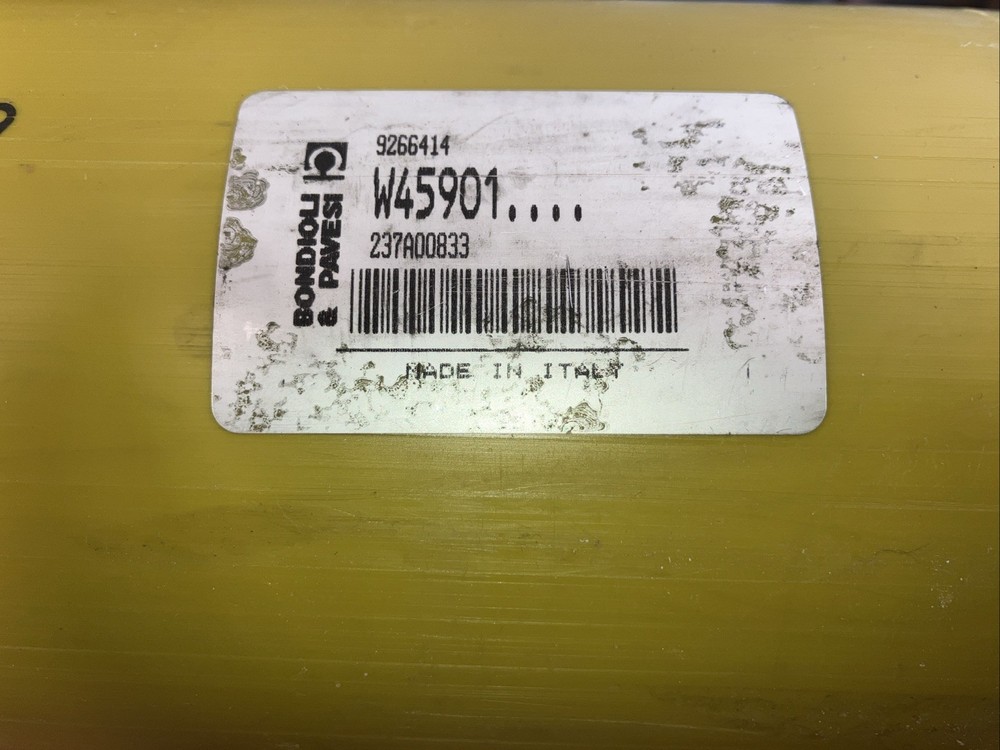 BONDIOLI
& PAVESI
9266414
W45901....
237A00833
MADE IN ITALY